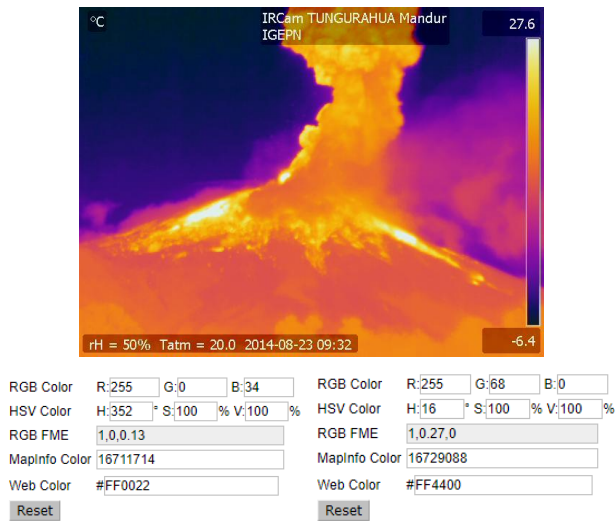 °C
IRCam TUNGURAHUA Mandur
IGEPN
27.6
-6.4
rH = 50% Tatm = 20.0 2014-08-23 09:32
RGB Color R:255 G:0 B:34
HSV Color H:352 ° S:100 % V:100 %
RGB FME 1,0,0.13
MapInfo Color 16711714
Web Color #FF0022
Reset
RGB Color R:255 G:68 B:0
HSV Color H:16 ° S:100 % V:100 %
RGB FME 1,0.27,0
MapInfo Color 16729088
Web Color #FF4400
Reset